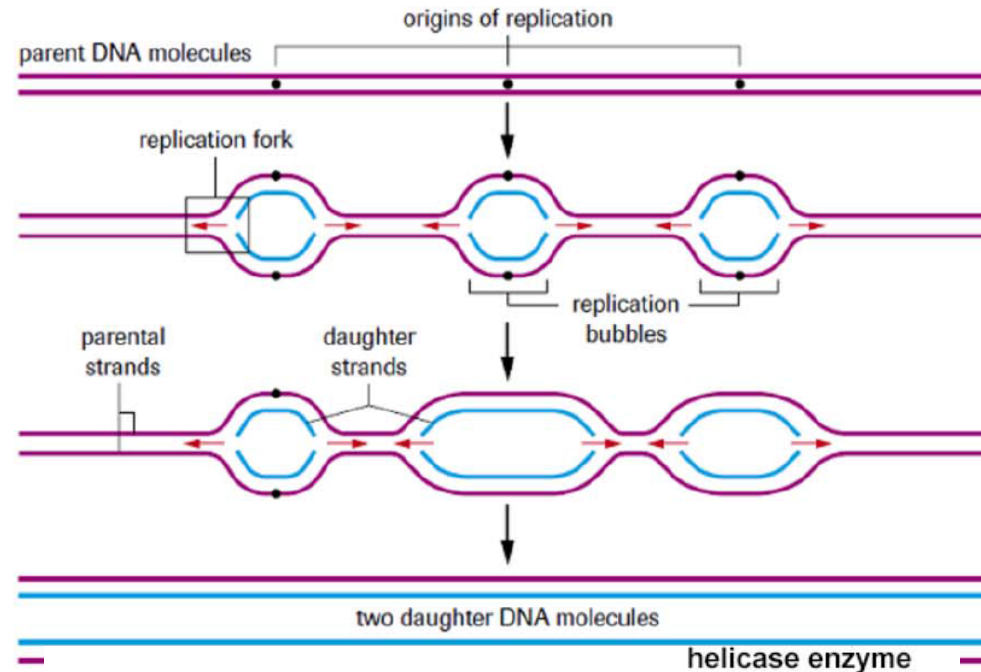 origins of replication
parent DNA molecules
replication fork
replication
bubbles
parental
strands
daughter
strands
two daughter DNA molecules
helicase enzyme